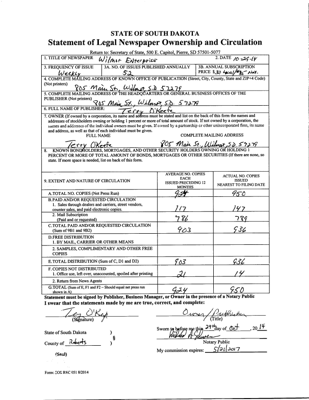 STATE OF SOUTH DAKOTA
Statement of Legal Newspaper Ownership and Circulation
Return to: Secretary of State, 500 E. Capitol, Pierre, SD 57501-5077
1. TITLE OF NEWSPAPER Wilmot Enterprise 2. DATE 10-29-14
3. FREQUENCY OF ISSUE Weekly 3A. NO. OF ISSUES PUBLISHED ANNUALLY 52 3B. ANNUAL SUBSCRIPTION PRICE
4. COMPLETE MAILING ADDRESS OF KNOWN OFFICE OF PUBLICATION (Street, City, County, State and ZIP+4 Code)
(Not printers) 805 Main St, Wilmot SD 57279
5. COMPLETE MAILING ADDRESS OF THE HEADQUARTERS OR GENERAL BUSINESS OFFICES OF THE
PUBLISHER (Not printer) 805 Main St, Wilmot, SD 57279
6. FULL NAME OF PUBLISHER: Terry O'Keefe
7. OWNER (If owned by a corporation, its name and address must be stated and list on the back of this form the names and
addresses of stockholders owning or holding 1 percent or more of total amount of stock. If not owned by a corporation, the
names and addresses of the individual owners must be given. If owned by a partnership or other unincorporated firm, its name
and address, as well as that of each individual must be given.
FULL NAME COMPLETE MAILING ADDRESS
Terry O'Keefe 805 Main St, Wilmot, SD 57279
8. KNOWN BONDHOLDERS, MORTGAGEES, AND OTHER SECURITY HOLDERS OWNING OR HOLDING 1
PERCENT OR MORE OF TOTAL AMOUNT OF BONDS, MORTGAGES OR OTHER SECURITIES (If there are none, so
state. If more space is needed, list on back of this form.
9. EXTENT AND NATURE OF CIRCULATION
AVERAGE NO. COPIES EACH ISSUED PRECEDING 12 MONTHS
ACTUAL NO. COPIES ISSUED NEAREST TO FILING DATE
A. TOTAL NO. COPIES (Net Press Run) 924 950
B. PAID AND/OR REQUESTED CIRCULATION
1. Sales through dealers and carriers, street vendors,
counter sales, and paid electronic copies. 117 147
2. Mail Subscription
(Paid and or requested) 786 789
C. TOTAL PAID AND/OR REQUESTED CIRCULATION
(Sum of 9B1 and 9B2) 903 936
D. FREE DISTRIBUTION
1. BY MAIL, CARRIER OR OTHER MEANS
2. SAMPLES, COMPLIMENTARY AND OTHER FREE
COPIES
E. TOTAL DISTRIBUTION (Sum of C, D1 and D2) 903 936
F. COPIES NOT DISTRIBUTED
1. Office use, left over, unaccounted, spoiled after printing 21 14
2. Return from News Agents
G. TOTAL (Sum of E, F1 and F2 - Should equal net press run
shown in A) 924 950
Statement must be signed by Publisher, Business Manager, or Owner in the presence of a Notary Public
I swear that the statements made by me are true, correct, and complete:
Owner/Publisher
(Signature) (Title)
State of South Dakota )
§
County of Roberts )
(Seal)
Sworn to before me this 29th day of Oct, 2014
Notary Public
My commission expires: 5/21/2017